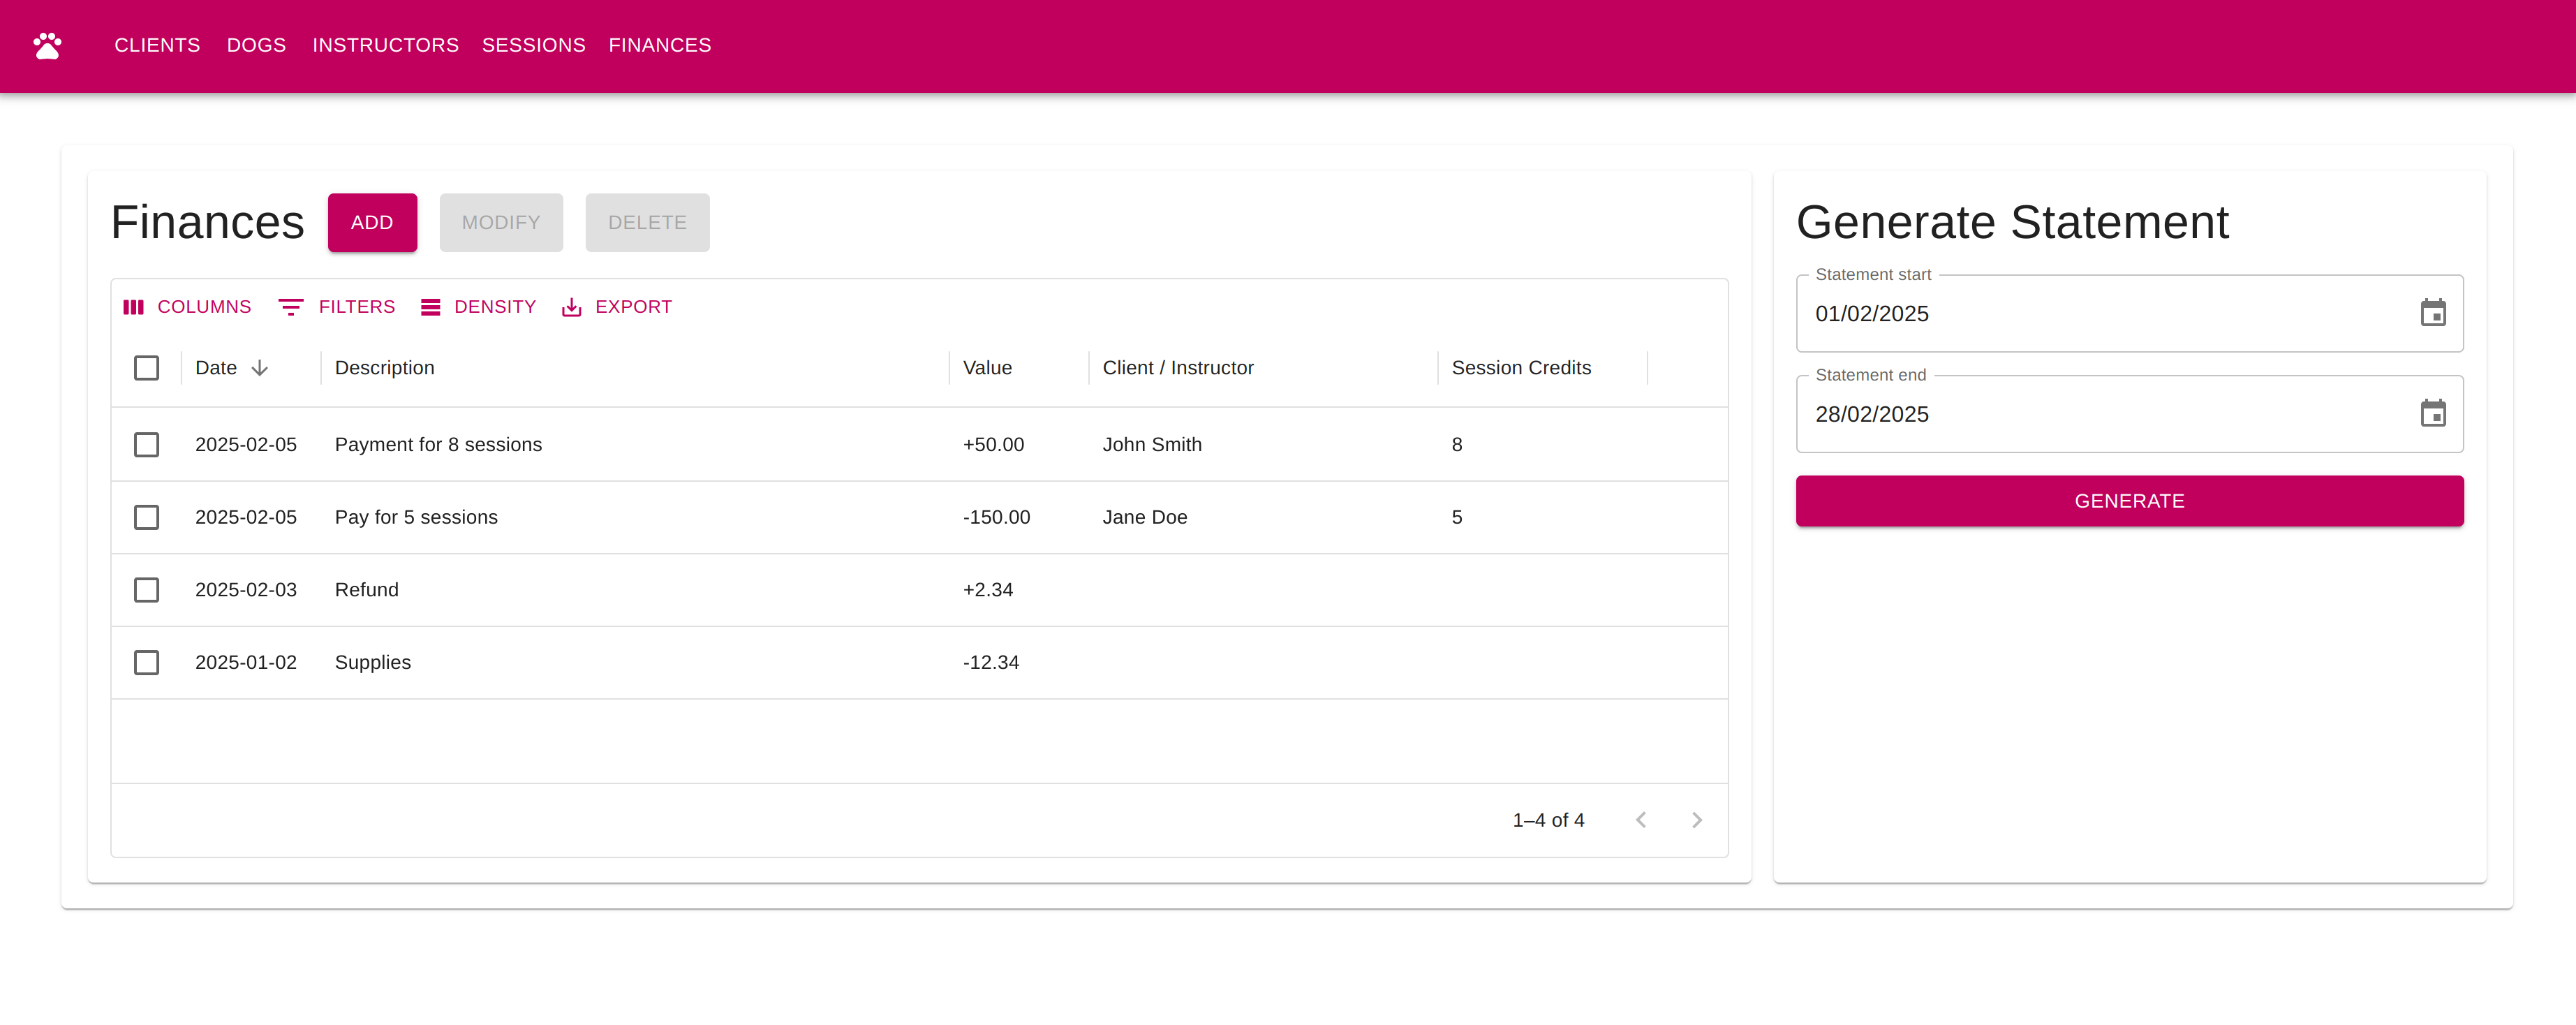 CLIENTS DOGS INSTRUCTORS SESSIONS FINANCES
Finances ADD MODIFY DELETE
COLUMNS FILTERS DENSITY EXPORT
Date Description Value Client / Instructor Session Credits
2025-02-05 Payment for 8 sessions +50.00 John Smith 8
2025-02-05 Pay for 5 sessions -150.00 Jane Doe 5
2025-02-03 Refund +2.34
2025-01-02 Supplies -12.34
1–4 of 4
Generate Statement
Statement start
01/02/2025
Statement end
28/02/2025
GENERATE